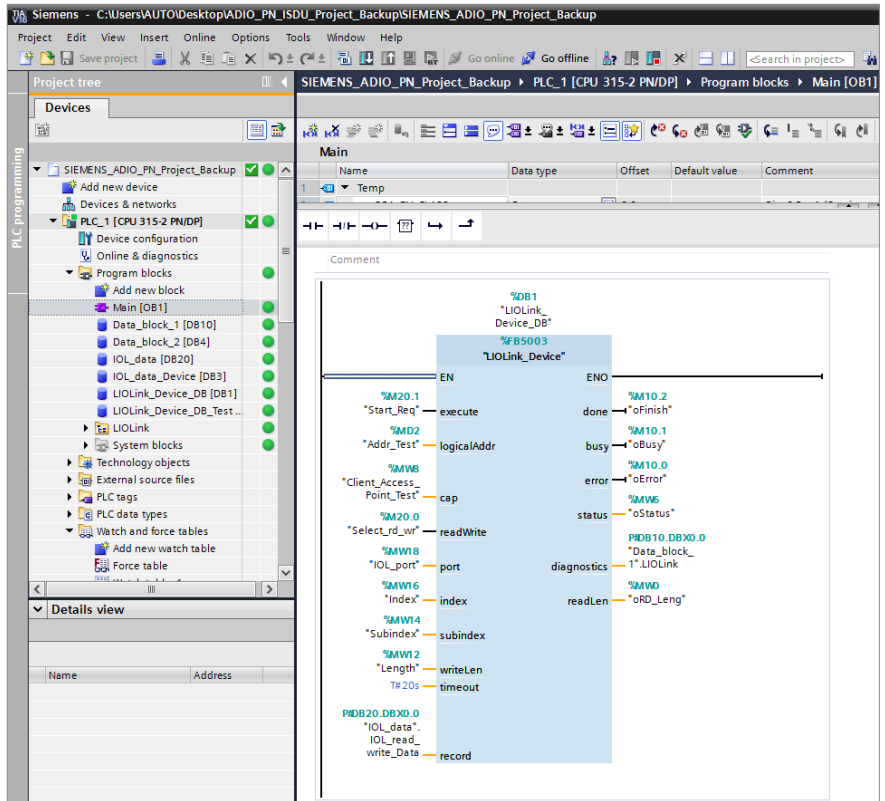 Siemens - C:\Users\AUTO\Desktop\ADIO_PN_ISDU_Project_Backup\SIEMENS_ADIO_PN_Project_Backup
Project Edit View Insert Online Options Tools Window Help
Save project Go online Go offline <Search in project>
Project tree
SIEMENS_ADIO_PN_Project_Backup PLC_1 [CPU 315-2 PN/DP] Program blocks Main [OB1]
Devices
PLC programming
SIEMENS_ADIO_PN_Project_Backup
Add new device
Devices & networks
PLC_1 [CPU 315-2 PN/DP]
Device configuration
Online & diagnostics
Program blocks
Add new block
Main [OB1]
Data_block_1 [DB10]
Data_block_2 [DB4]
IOL_data [DB20]
IOL_data_Device [DB3]
LIOLink_Device_DB [DB1]
LIOLink_Device_DB_Test ...
LIOLink
System blocks
Technology objects
External source files
PLC tags
PLC data types
Watch and force tables
Add new watch table
Force table
Details view
Name Address
Main
Name Data type Offset Default value Comment
1 Temp
??
Comment
%DB1
"LIOLink_
Device_DB"
%FB5003
"LIOLink_Device"
EN ENO
%M20.1
"Start_Req" execute
%MD2
"Addr_Test" logicalAddr
%MW8
"Client_Access_
Point_Test" cap
%M20.0
"Select_rd_wr" readWrite
%MW18
"IOL_port" port
%MW16
"Index" index
%MW14
"Subindex" subindex
%MW12
"Length" writeLen
T#20s timeout
P#DB20.DBX0.0
"IOL_data".
IOL_read_
write_Data record
%M10.2
done "oFinish"
%M10.1
busy "oBusy"
%M10.0
error "oError"
%MW6
status "oStatus"
P#DB10.DBX0.0
"Data_block_
1".LIOLink
diagnostics
%MW0
readLen "oRD_Leng"